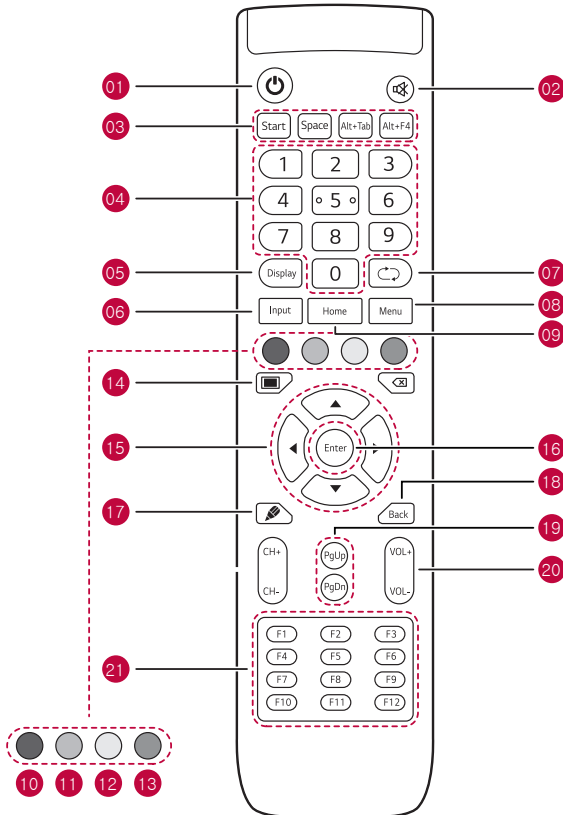 01
02
03
Start Space Alt+Tab Alt+F4
1 2 3
04
4 5 6
7 8 9
05
Display 0
07
06
Input Home Menu
08
09
14
15
Enter
16
17
Back
18
19
CH+ PgUp VOL+
CH- PgDn VOL-
20
F1 F2 F3
F4 F5 F6
21
F7 F8 F9
F10 F11 F12
10 11 12 13